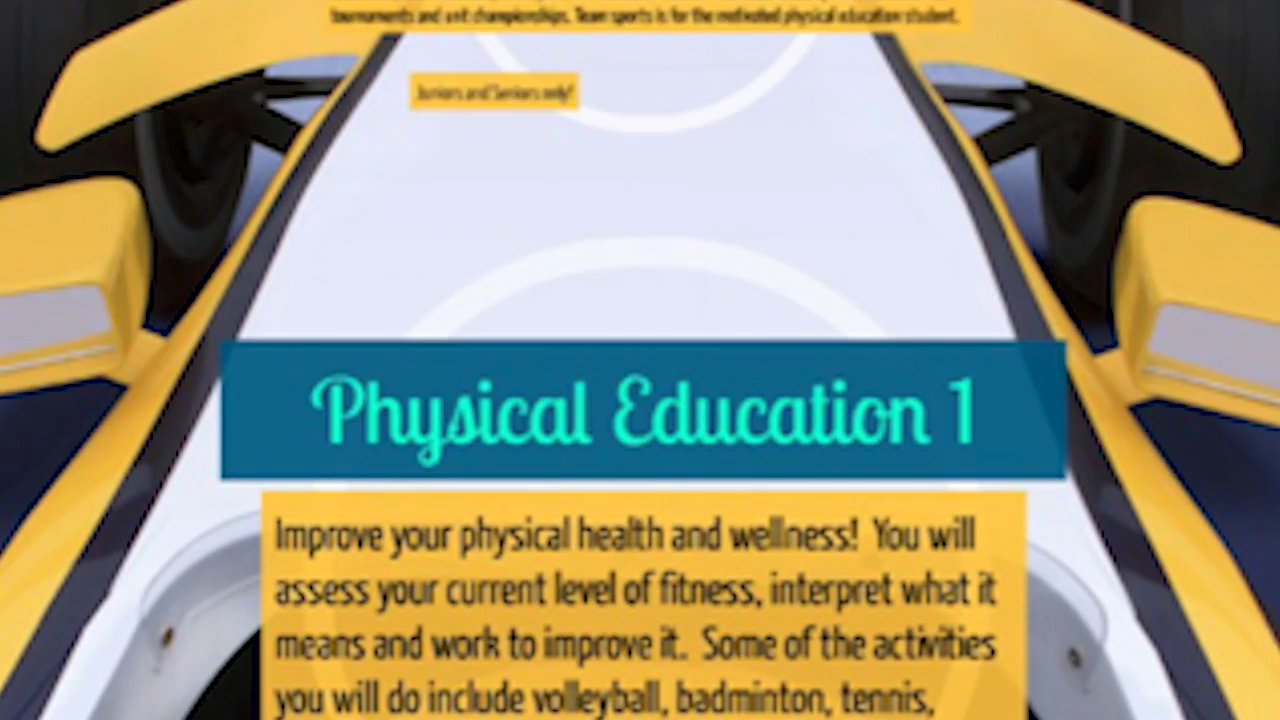 tournaments and unit championships. Team sports is for the motivated physical education student.
Juniors and Seniors only!
Physical Education 1
Improve your physical health and wellness! You will
assess your current level of fitness, interpret what it
means and work to improve it. Some of the activities
you will do include volleyball, badminton, tennis,